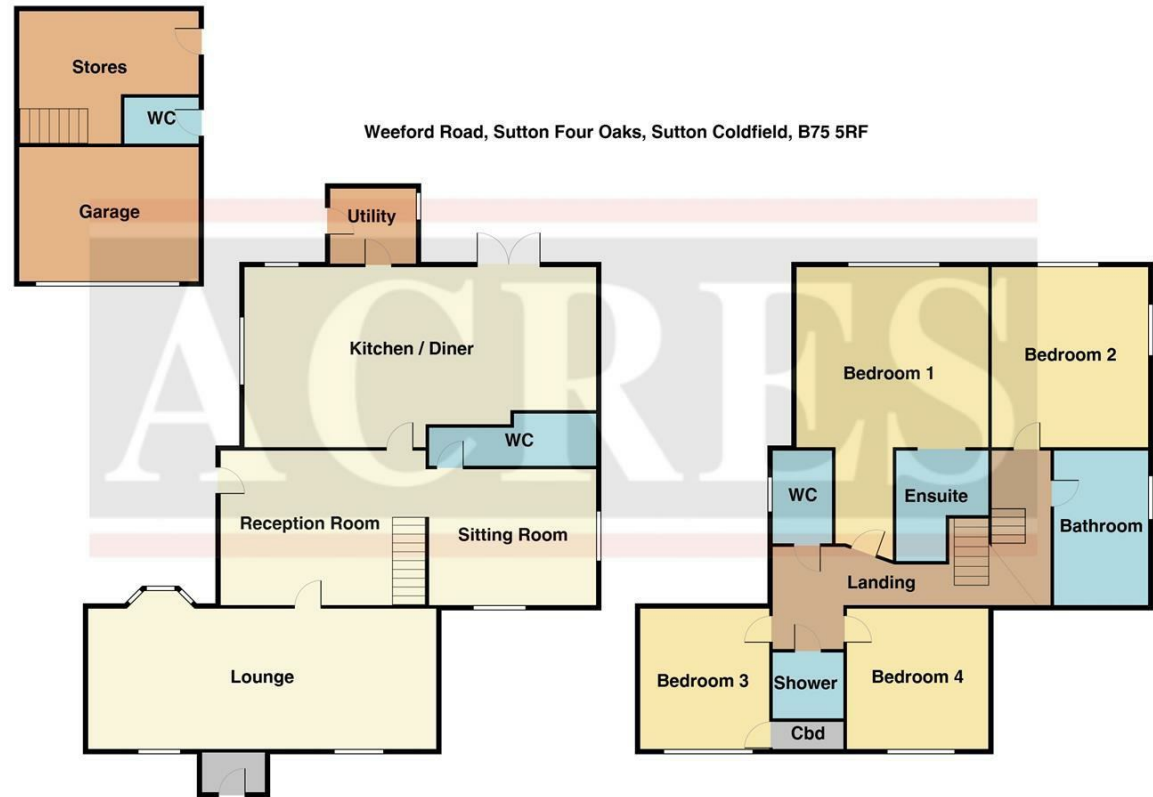 Weeford Road, Sutton Four Oaks, Sutton Coldfield, B75 5RF
Stores
WC
Garage
Utility
Kitchen / Diner
WC
Reception Room
Sitting Room
Lounge
Bedroom 1
Bedroom 2
WC
Ensuite
Bathroom
Landing
Bedroom 3
Shower
Bedroom 4
Cbd
ACRES